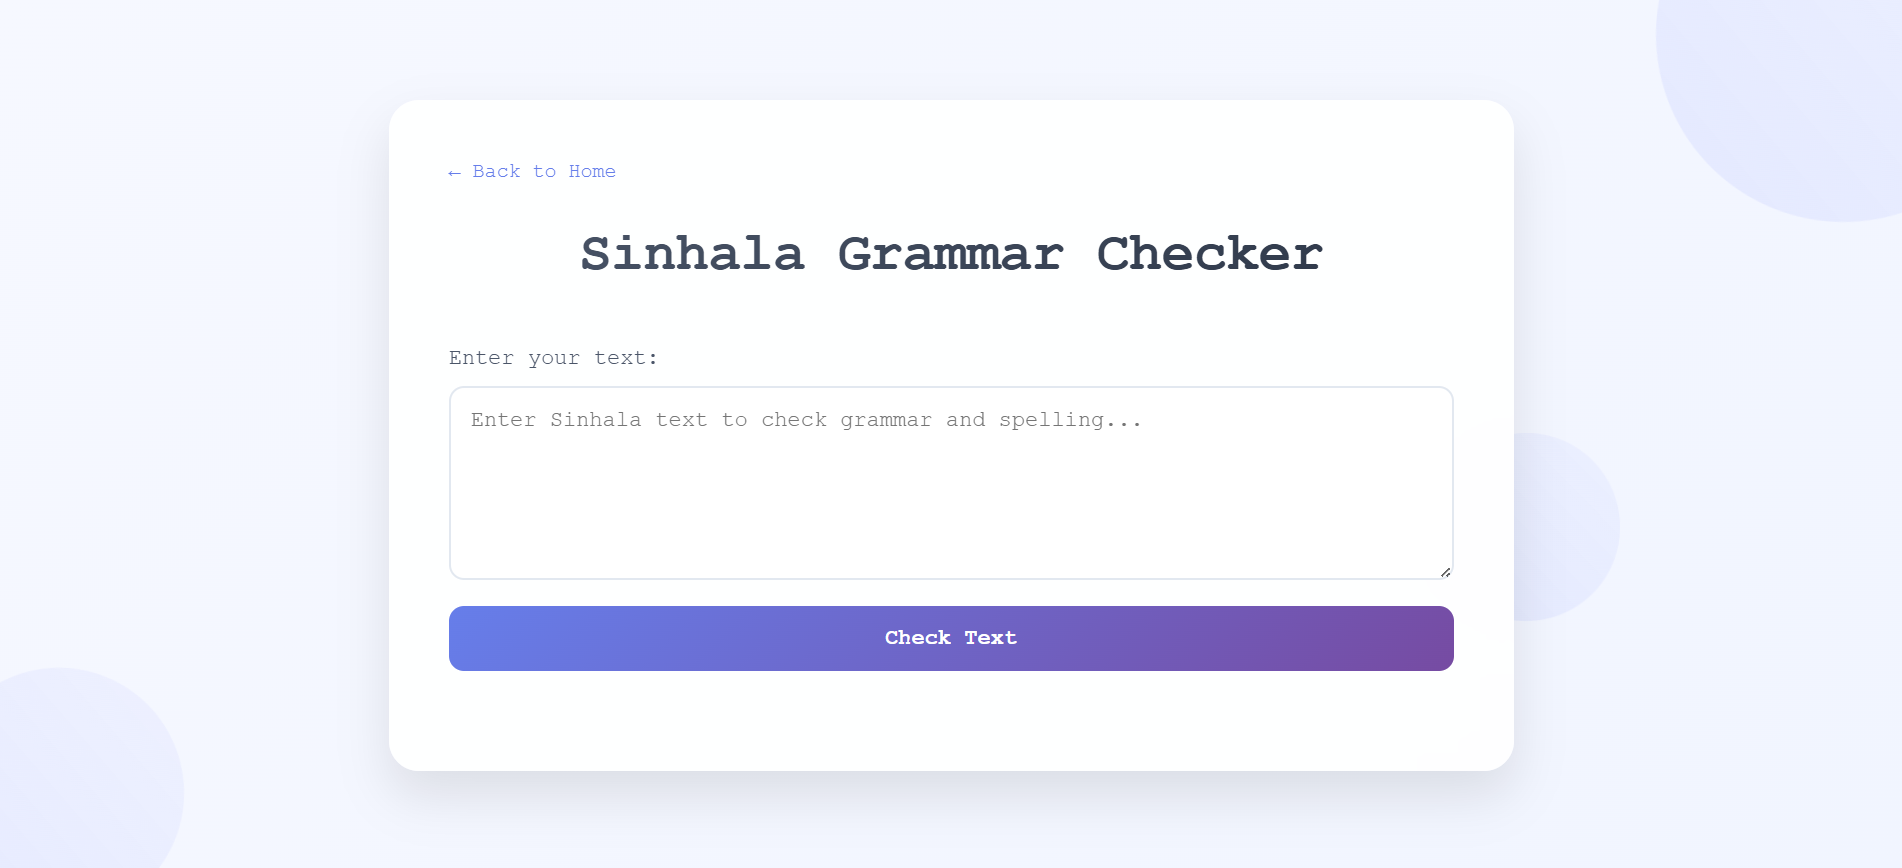 ← Back to Home
Sinhala Grammar Checker
Enter your text:
Enter Sinhala text to check grammar and spelling...
Check Text